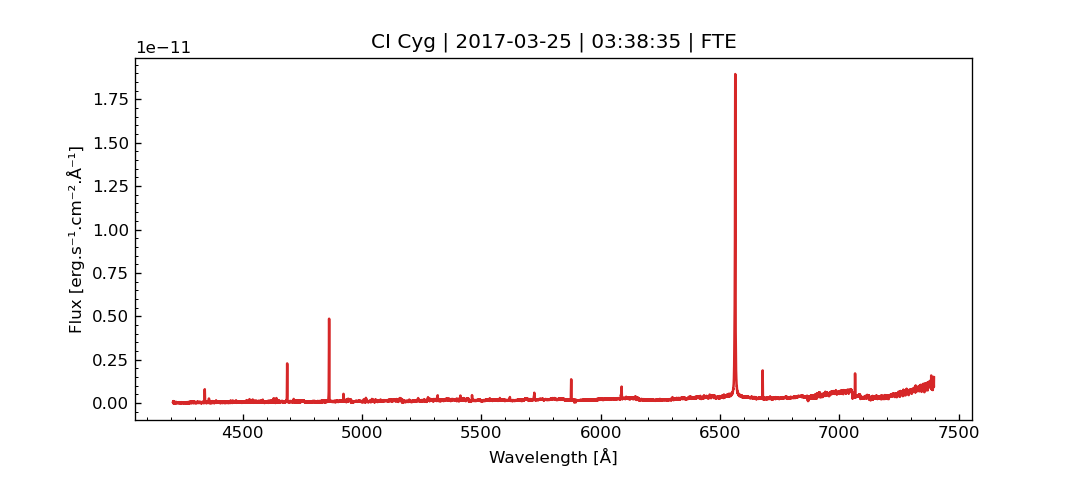 CI Cyg | 2017-03-25 | 03:38:35 | FTE
1e−11
1.75
1.50
1.25
1.00
0.75
0.50
0.25
0.00
Flux [erg.s⁻¹.cm⁻².Å⁻¹]
4500 5000 5500 6000 6500 7000 7500
Wavelength [Å]